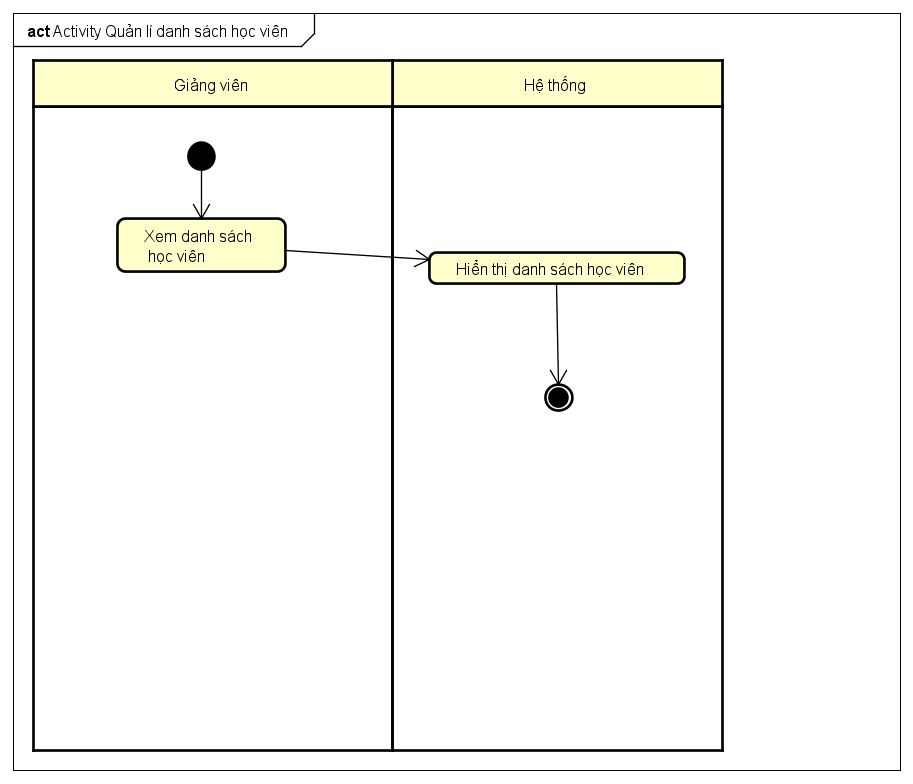 act Activity Quản lí danh sách học viên
Giảng viên
Hệ thống
Xem danh sách
học viên
Hiển thị danh sách học viên